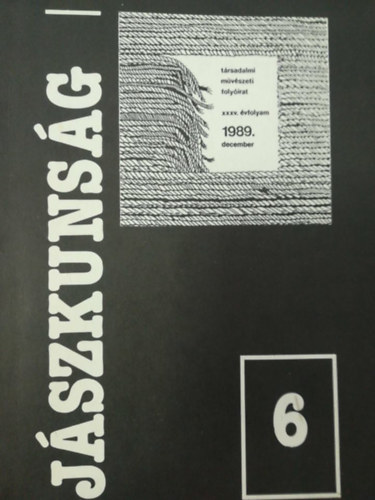 JÁSZKUNSÁG
társadalmi
művészeti
folyóirat
XXXV. évfolyam
1989.
december
6